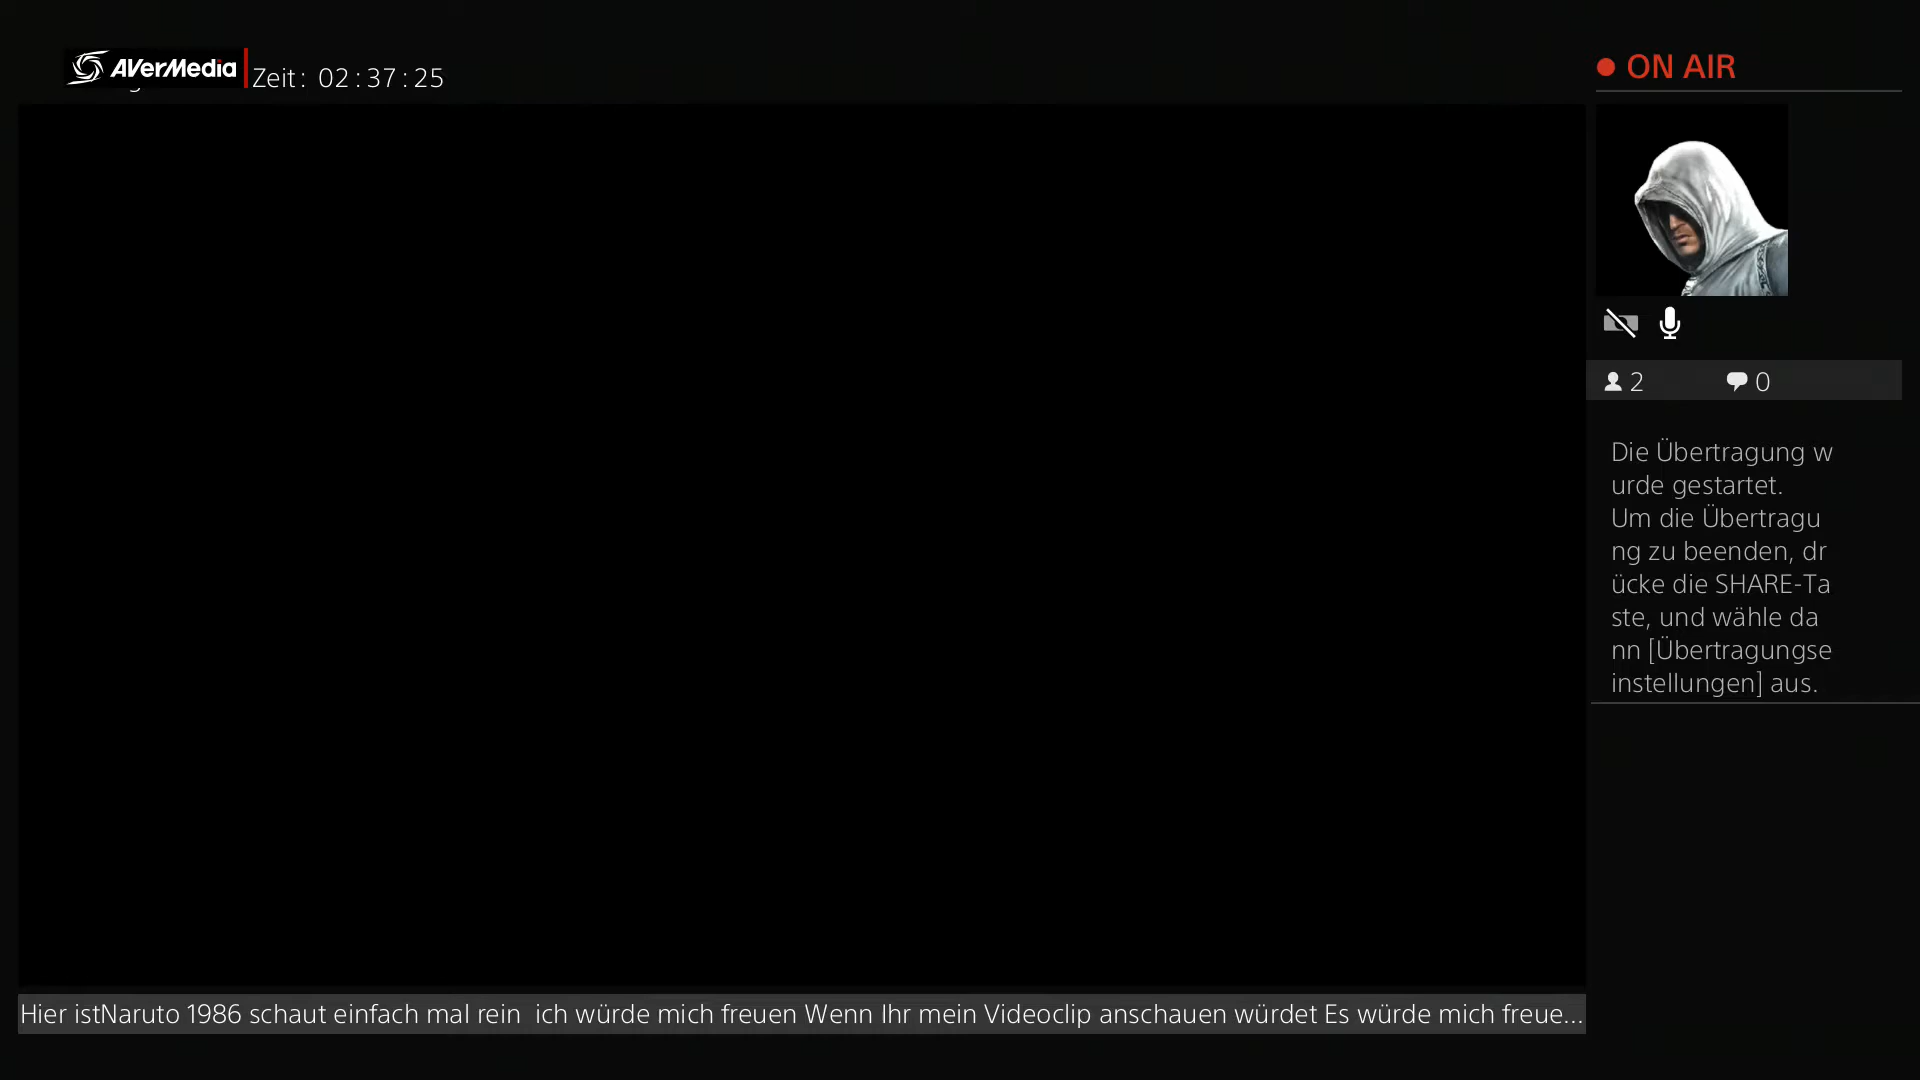 AVerMedia
Zeit: 02:37:25
ON AIR
2
0
Die Übertragung w
urde gestartet.
Um die Übertragu
ng zu beenden, dr
ücke die SHARE-Ta
ste, und wähle da
nn [Übertragungse
instellungen] aus.
Hier istNaruto 1986 schaut einfach mal rein  ich würde mich freuen Wenn Ihr mein Videoclip anschauen würdet Es würde mich freue...